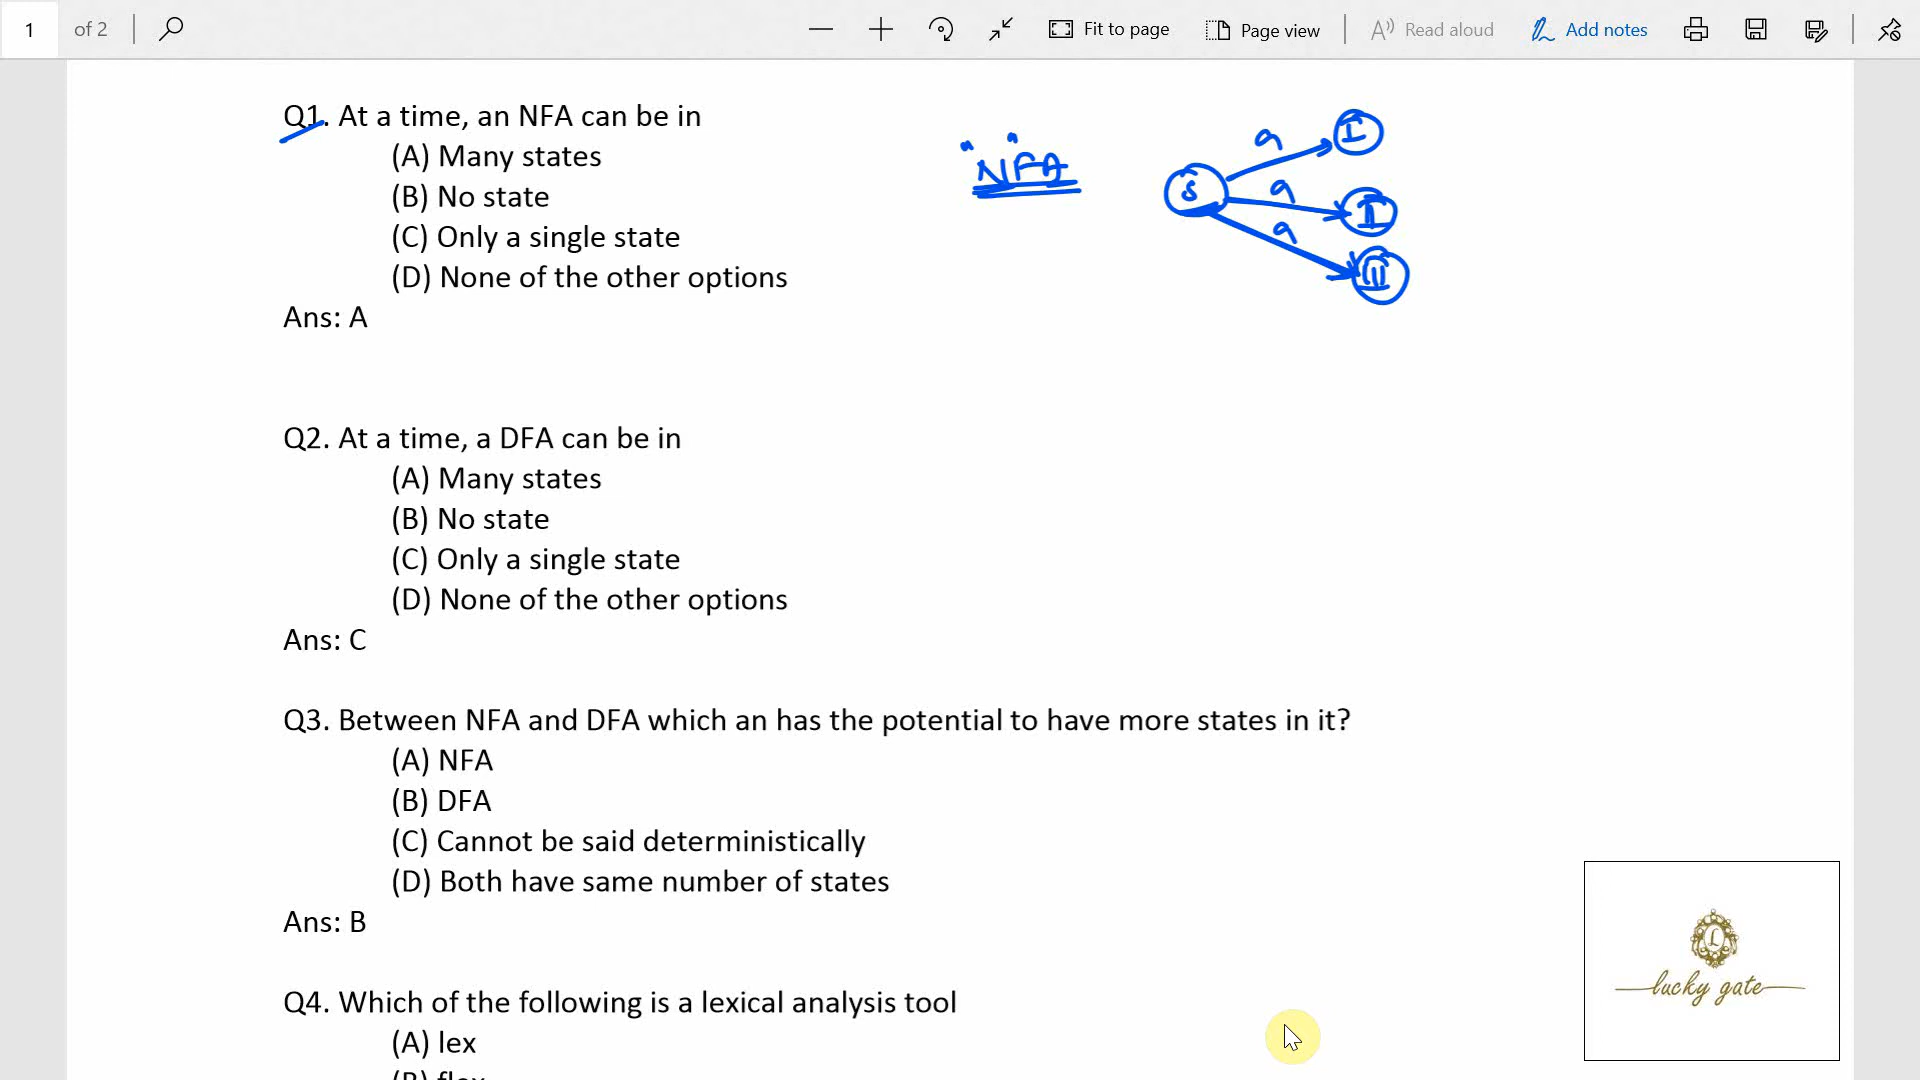 1 of 2 Fit to page Page view Read aloud Add notes
Q1. At a time, an NFA can be in
(A) Many states
(B) No state
(C) Only a single state
(D) None of the other options
Ans: A
"NFA"
S
a
I
a
II
a
III
Q2. At a time, a DFA can be in
(A) Many states
(B) No state
(C) Only a single state
(D) None of the other options
Ans: C
Q3. Between NFA and DFA which an has the potential to have more states in it?
(A) NFA
(B) DFA
(C) Cannot be said deterministically
(D) Both have same number of states
Ans: B
Q4. Which of the following is a lexical analysis tool
(A) lex
(B) flex
L
lucky gate